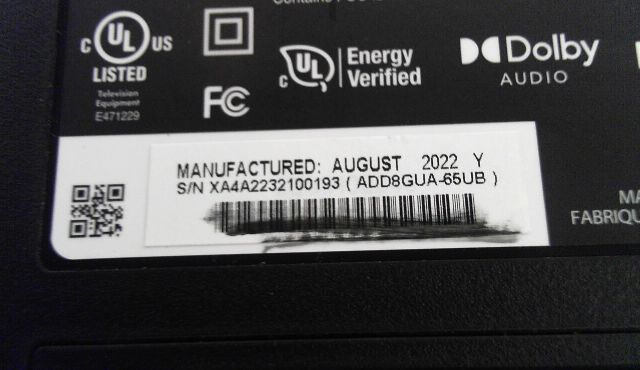 UL
C US
LISTED
Television
Equipment
E471229
FC
C UL
Energy
Verified
Dolby
AUDIO
MANUFACTURED: AUGUST 2022 Y
S/N XA4A2232100193 ( ADD8GUA-65UB )
MA
FABRIQU